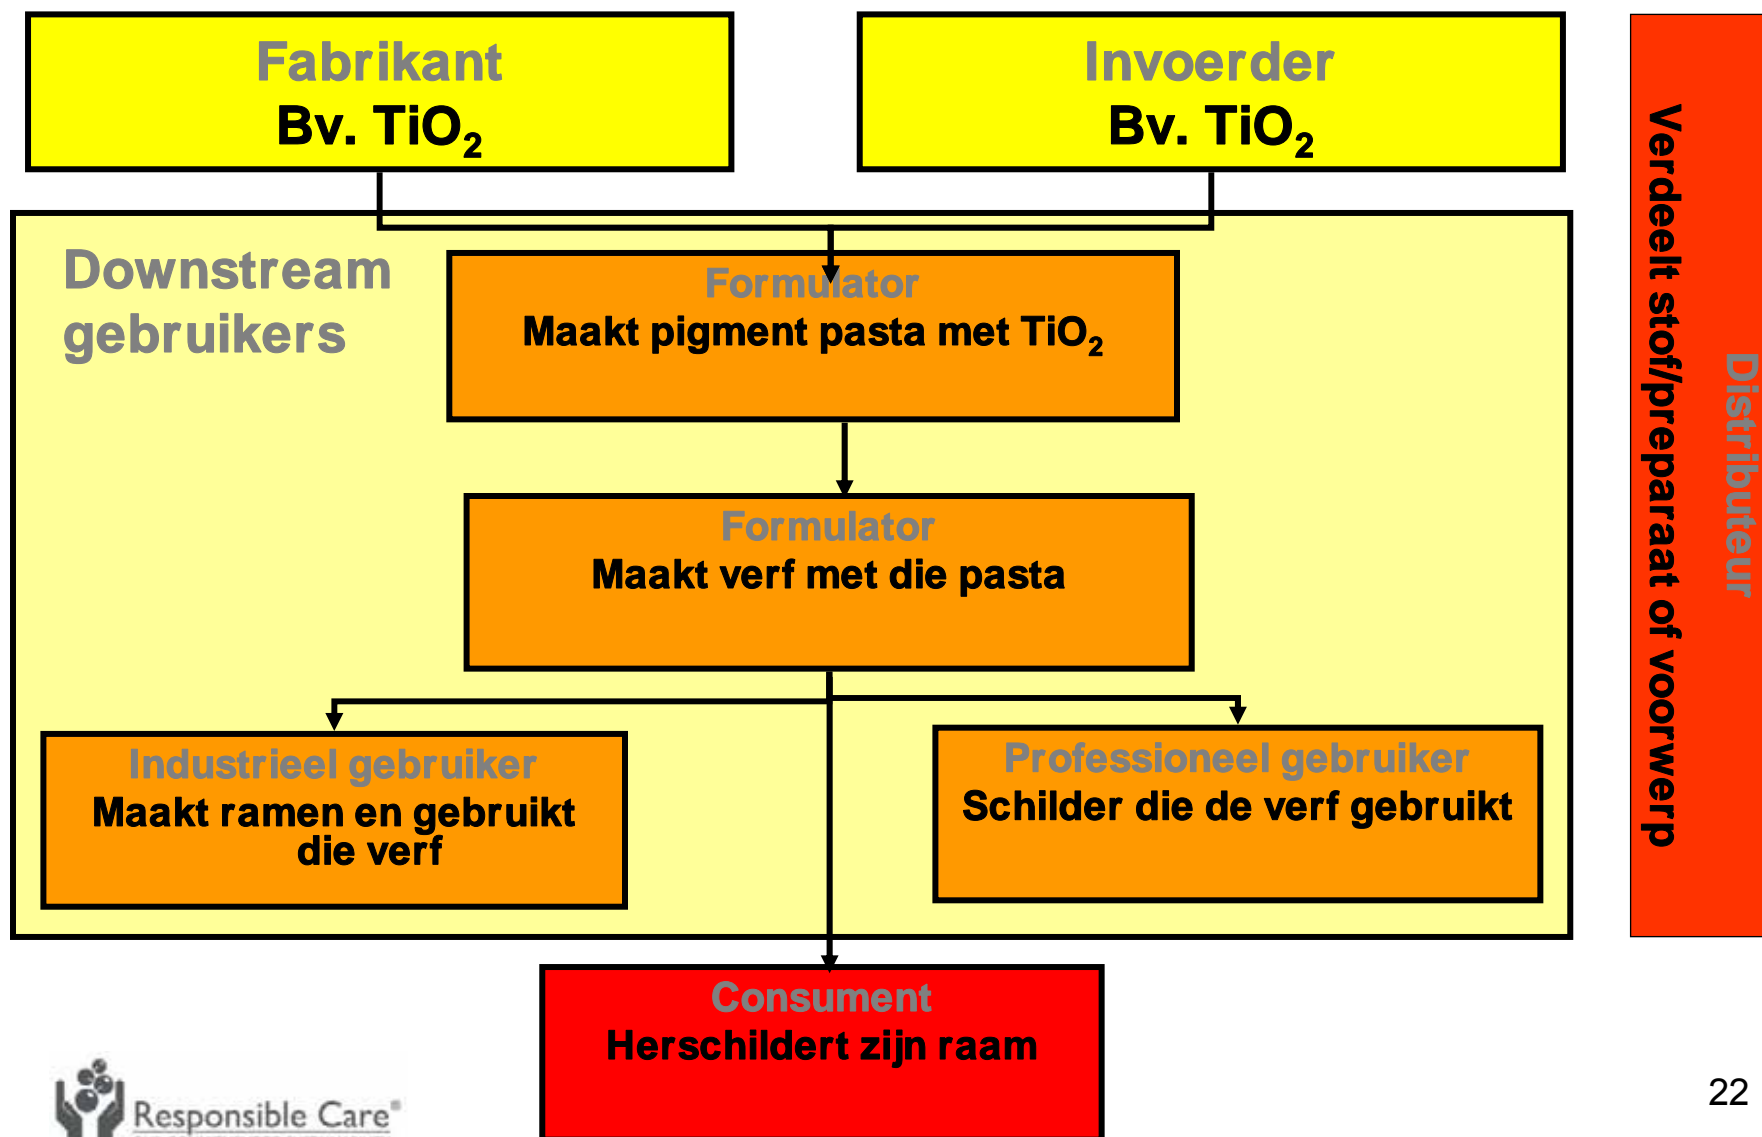 Fabrikant
Bv. TiO₂
Invoerder
Bv. TiO₂
Downstream
gebruikers
Formulator
Maakt pigment pasta met TiO₂
Formulator
Maakt verf met die pasta
Industrieel gebruiker
Maakt ramen en gebruikt
die verf
Professioneel gebruiker
Schilder die de verf gebruikt
Consument
Herschildert zijn raam
Distributeur
Verdeelt stof/preparaat of voorwerp
Responsible Care®
22